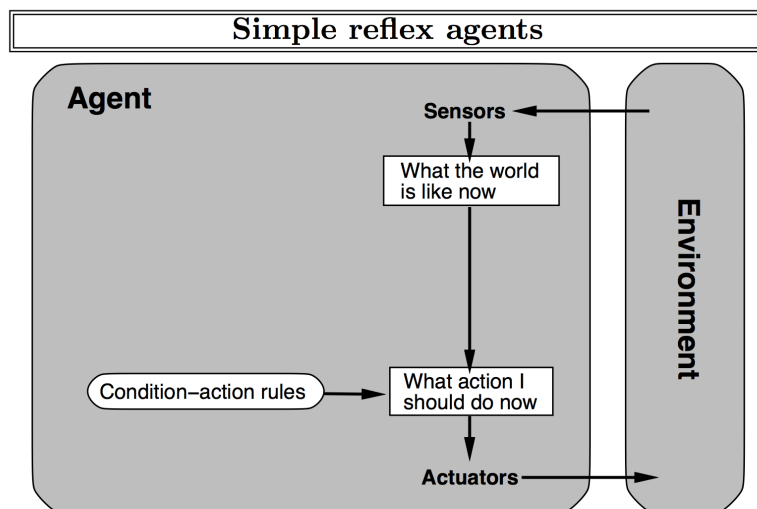 Simple reflex agents
Agent
Sensors
What the world
is like now
Environment
Condition–action rules
What action I
should do now
Actuators